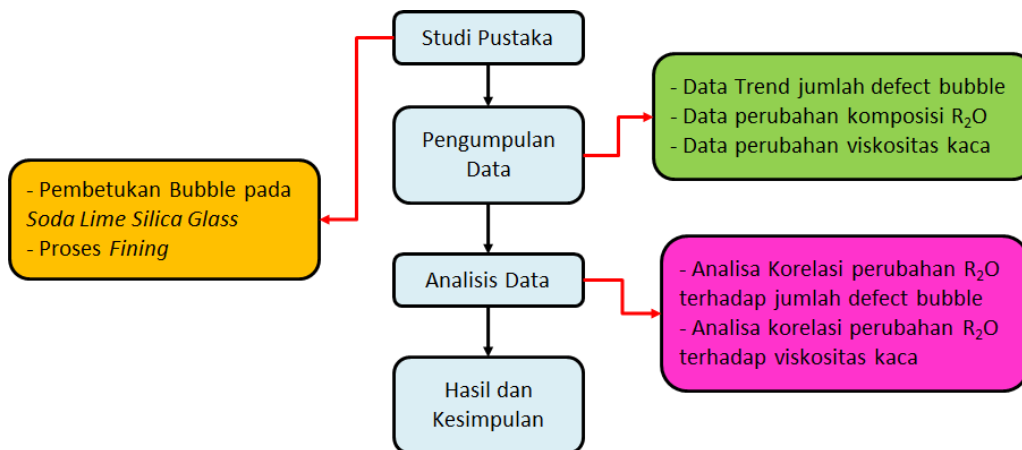 Studi Pustaka
- Pembetukan Bubble pada
Soda Lime Silica Glass
- Proses Fining
Pengumpulan
Data
- Data Trend jumlah defect bubble
- Data perubahan komposisi R₂O
- Data perubahan viskositas kaca
Analisis Data
- Analisa Korelasi perubahan R₂O
terhadap jumlah defect bubble
- Analisa korelasi perubahan R₂O
terhadap viskositas kaca
Hasil dan
Kesimpulan